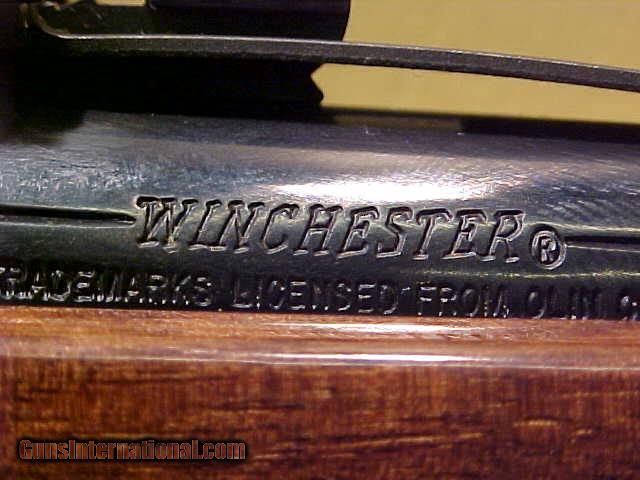 WINCHESTER®
TRADEMARKS LICENSED FROM OLIN
GunsInternational.com